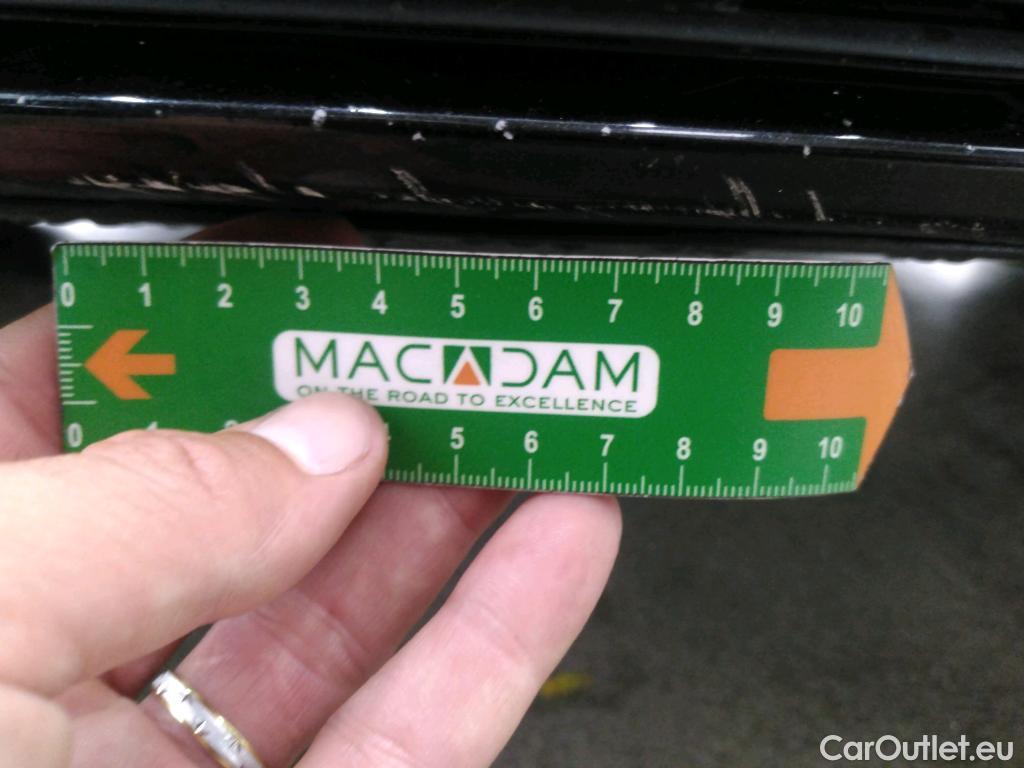 0 1 2 3 4 5 6 7 8 9 10
MACADAM
ON THE ROAD TO EXCELLENCE
0 5 6 7 8 9 10
CarOutlet.eu